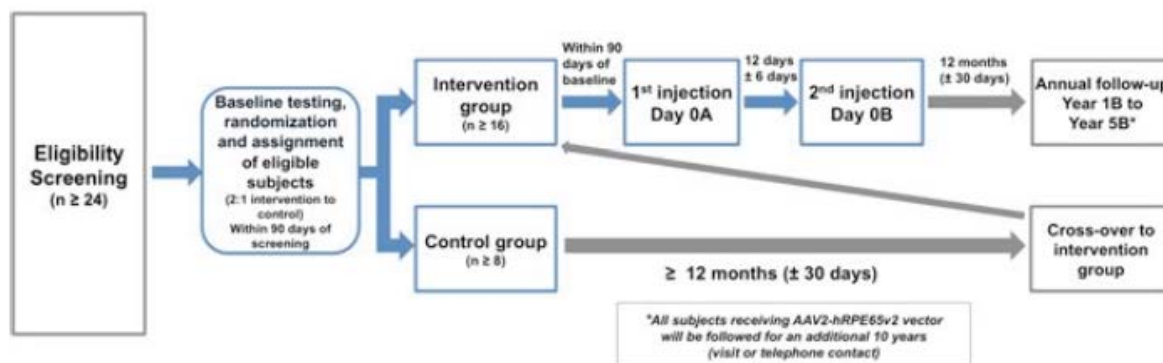 Eligibility
Screening
(n ≥ 24)
Baseline testing,
randomization
and assignment
of eligible
subjects
(2:1 intervention to
control)
Within 90 days of
screening
Intervention
group
(n ≥ 16)
Within 90
days of
baseline
1st injection
Day 0A
12 days
± 6 days
2nd injection
Day 0B
12 months
(± 30 days)
Annual follow-up
Year 1B to
Year 5B*
Control group
(n ≥ 8)
≥ 12 months (± 30 days)
Cross-over to
intervention
group
*All subjects receiving AAV2-hRPE65v2 vector
will be followed for an additional 10 years
(visit or telephone contact)